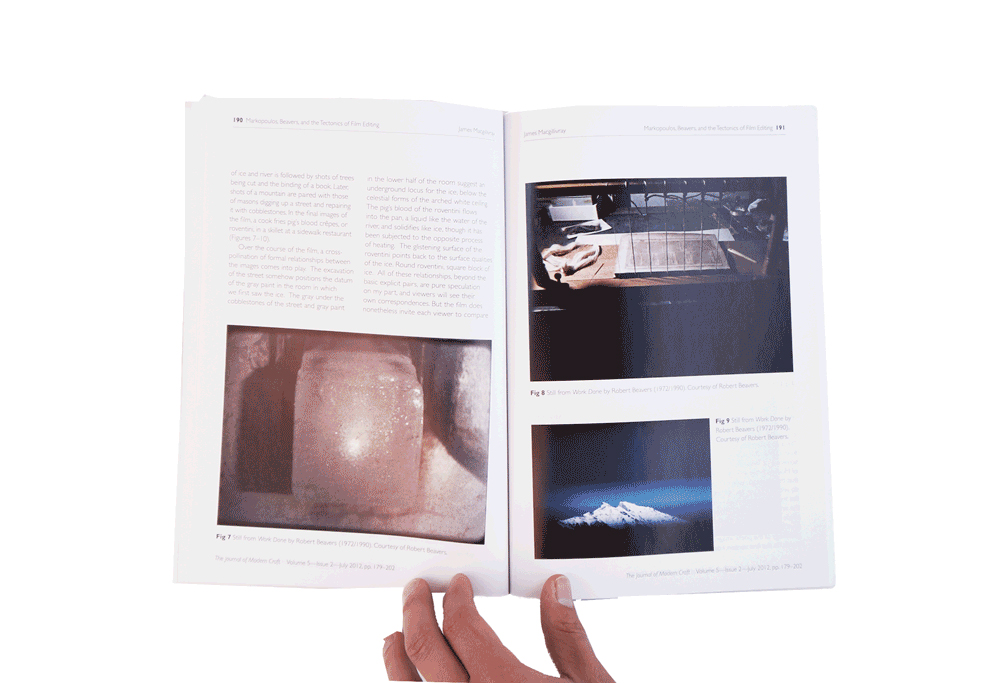 190 Markopoulos, Beavers, and the Tectonics of Film Editing
James Macgillivray
of ice and river is followed by shots of trees
being cut and the binding of a book. Later,
shots of a mountain are paired with those
of masons digging up a street and repairing
it with cobblestones. In the final images of
the film, a cook fries pig's blood crêpes, or
roventini, in a skillet at a sidewalk restaurant
(Figures 7–10).
Over the course of the film, a cross-
pollination of formal relationships between
the images comes into play. The excavation
of the street somehow positions the datum
of the gray paint in the room in which
we first saw the ice. The gray under the
cobblestones of the street and gray paint
in the lower half of the room suggest an
underground locus for the ice, below the
celestial forms of the arched white ceiling.
The pig's blood of the roventini flows
into the pan, a liquid like the water of the
river, and solidifies like ice, though it has
been subjected to the opposite process
of heating. The glistening surface of the
roventini points back to the surface
of the ice. Round roventini: square block of
ice. All of these relationships beyond the
basic explicit pairs, are pure speculation
on my part, and viewers will see their
own correspondences. But the film does
nonetheless invite each viewer to compare
Fig 7 Still from Work Done by Robert Beavers (1972/1990). Courtesy of Robert Beavers.
The Journal of Modern Craft Volume 5—Issue 2—July 2012, pp. 179–202
James Macgillivray
Markopoulos, Beavers, and the Tectonics of Film Editing 191
Fig 8 Still from Work Done by Robert Beavers (1972/1990). Courtesy of Robert Beavers.
Fig 9 Still from Work Done by
Robert Beavers (1972/1990).
Courtesy of Robert Beavers.
The Journal of Modern Craft Volume 5—Issue 2—July 2012, pp. 179–202